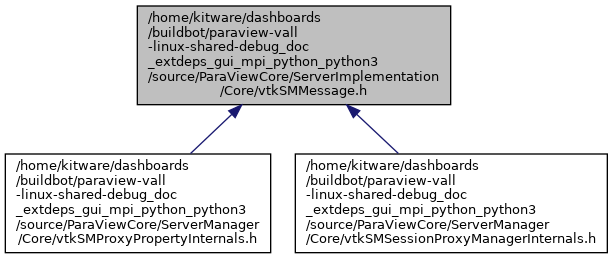 /home/kitware/dashboards
/buildbot/paraview-vall
-linux-shared-debug_doc
_extdeps_gui_mpi_python_python3
/source/ParaViewCore/ServerImplementation
/Core/vtkSMMessage.h
/home/kitware/dashboards
/buildbot/paraview-vall
-linux-shared-debug_doc
_extdeps_gui_mpi_python_python3
/source/ParaViewCore/ServerManager
/Core/vtkSMProxyPropertyInternals.h
/home/kitware/dashboards
/buildbot/paraview-vall
-linux-shared-debug_doc
_extdeps_gui_mpi_python_python3
/source/ParaViewCore/ServerManager
/Core/vtkSMSessionProxyManagerInternals.h